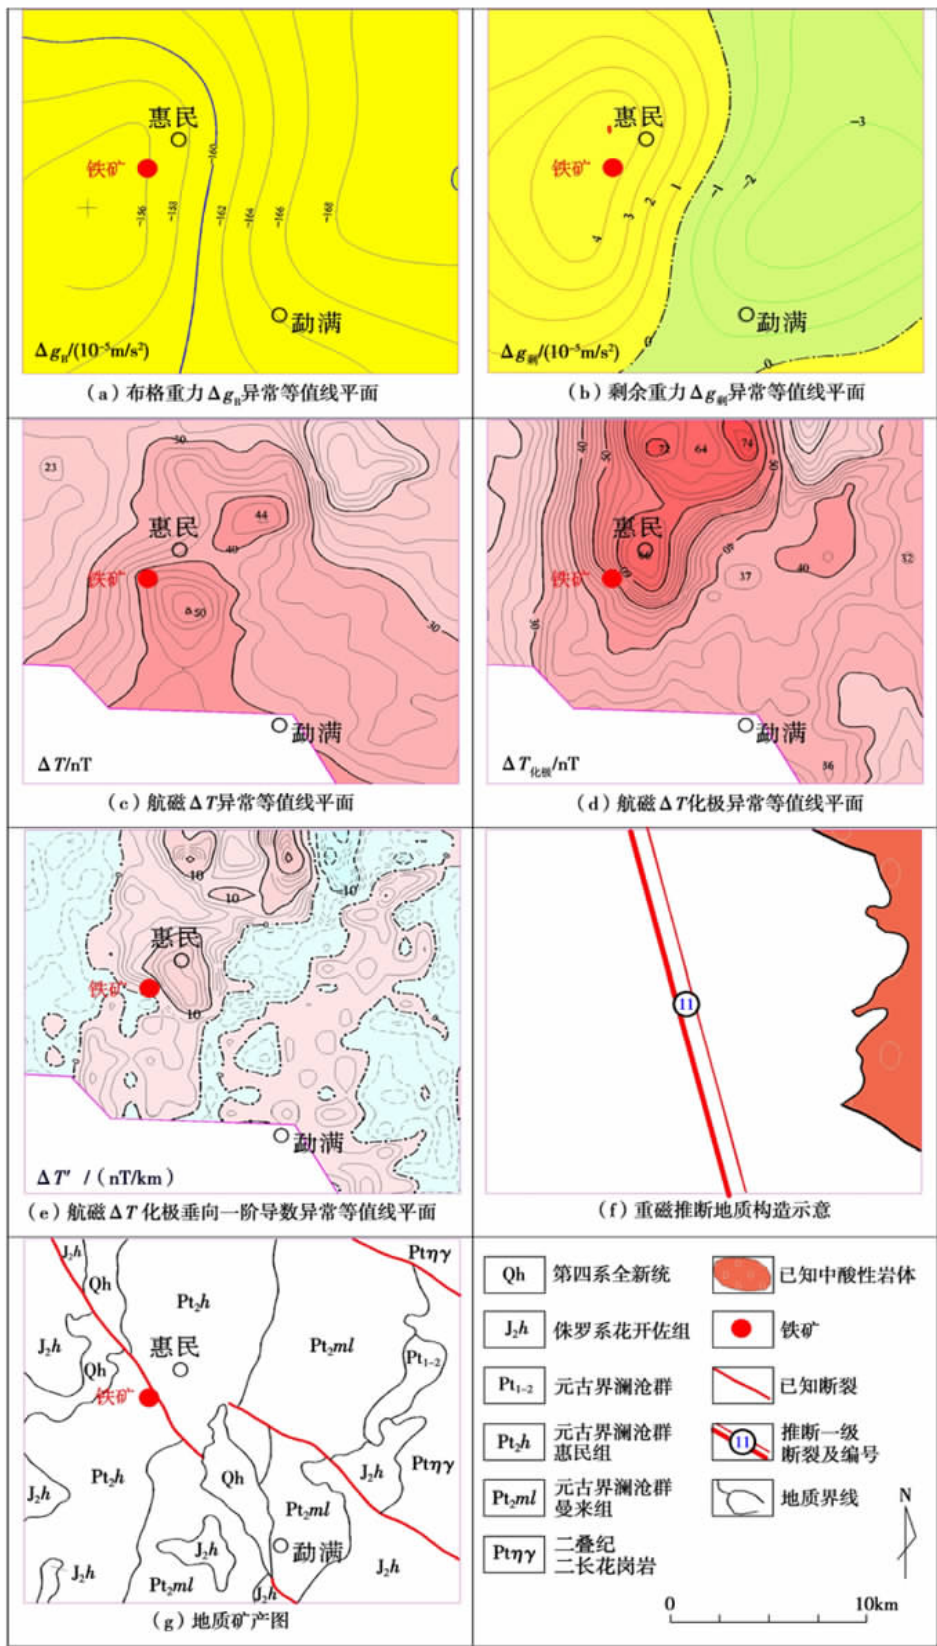 惠民
铁矿
-160
-156
-158
-162
-164
-166
-168
勐满
Δg_B/(10⁻⁵m/s²)
(a) 布格重力Δg_B异常等值线平面
惠民
铁矿
-3
-2
-1
1
2
3
4
勐满
0
0
Δg_剩/(10⁻⁵m/s²)
(b) 剩余重力Δg_剩异常等值线平面
30
23
44
惠民
40
铁矿
50
30
勐满
ΔT/nT
(c) 航磁ΔT异常等值线平面
40
50
72
64
74
50
惠民
40
铁矿
60
37
40
32
30
勐满
36
ΔT_化极/nT
(d) 航磁ΔT化极异常等值线平面
10
10
10
惠民
铁矿
10
勐满
ΔT′ /(nT/km)
(e) 航磁ΔT化极垂向一阶导数异常等值线平面
11
(f) 重磁推断地质构造示意
J₂h
Qh
Pt₂h
Ptηγ
惠民
J₂h
Qh
Pt₂ml
Pt₁₋₂
铁矿
J₂h
Pt₂h
Qh
J₂h
Ptηγ
Pt₂ml
J₂h
勐满
J₂h
Pt₂ml
J₂h
J₂h
(g) 地质矿产图
Qh 第四系全新统
已知中酸性岩体
J₂h 侏罗系花开佐组
铁矿
Pt₁₋₂ 元古界澜沧群
已知断裂
Pt₂h 元古界澜沧群
惠民组
11 推断一级
断裂及编号
Pt₂ml 元古界澜沧群
曼来组
地质界线
N
Ptηγ 二叠纪
二长花岗岩
0 10km